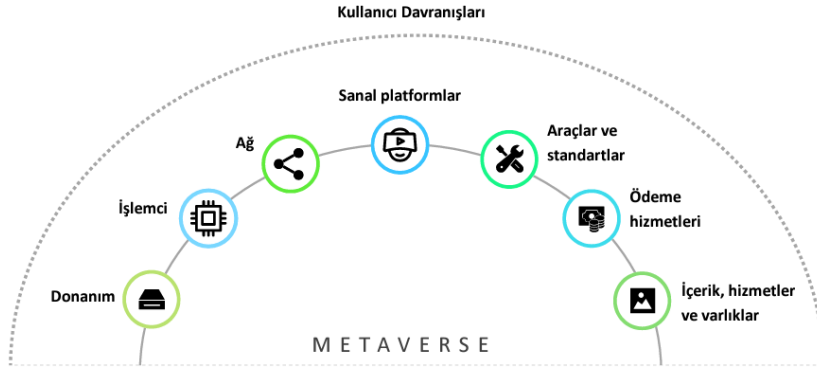 Kullanıcı Davranışları
Sanal platformlar
Ağ
Araçlar ve
standartlar
İşlemci
Ödeme
hizmetleri
Donanım
İçerik, hizmetler
ve varlıklar
METAVERSE